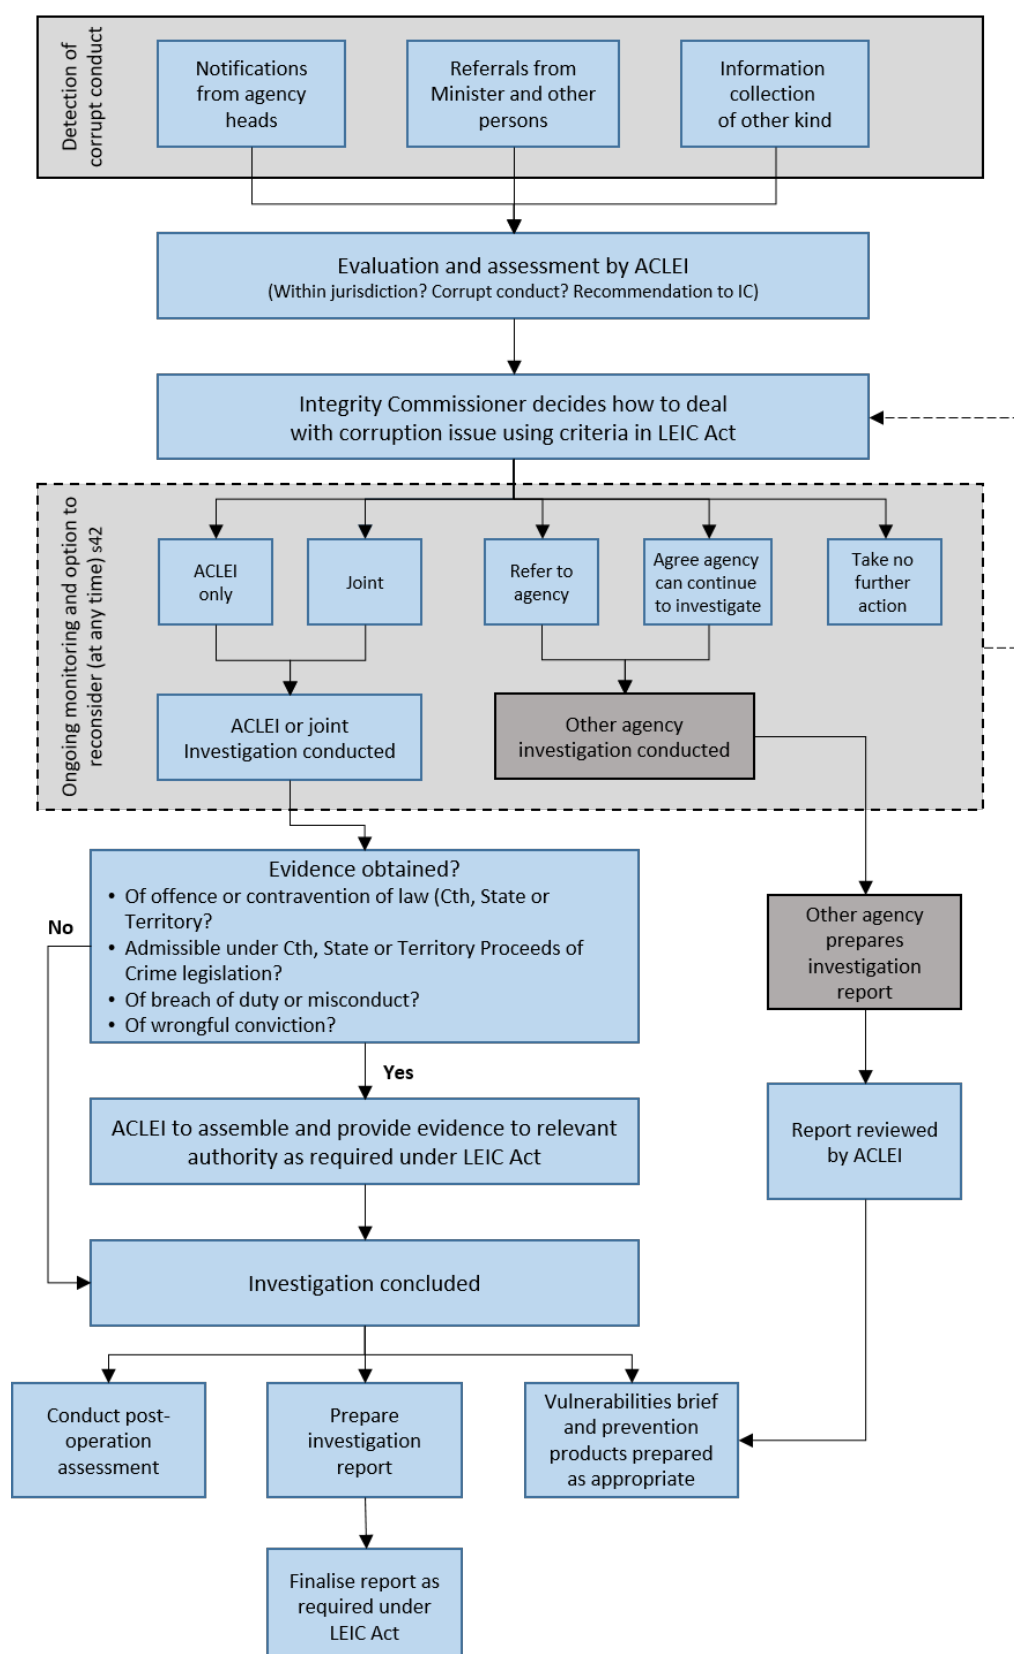 Detection of
corrupt conduct
Notifications
from agency
heads
Referrals from
Minister and other
persons
Information
collection
of other kind
Evaluation and assessment by ACLEI
(Within jurisdiction? Corrupt conduct? Recommendation to IC)
Integrity Commissioner decides how to deal
with corruption issue using criteria in LEIC Act
Ongoing monitoring and option to
reconsider (at any time) s42
ACLEI
only
Joint
Refer to
agency
Agree agency
can continue
to investigate
Take no
further
action
ACLEI or joint
Investigation conducted
Other agency
investigation conducted
Evidence obtained?
• Of offence or contravention of law (Cth, State or
Territory?
• Admissible under Cth, State or Territory Proceeds of
Crime legislation?
• Of breach of duty or misconduct?
• Of wrongful conviction?
No
Yes
Other agency
prepares
investigation
report
ACLEI to assemble and provide evidence to relevant
authority as required under LEIC Act
Report reviewed
by ACLEI
Investigation concluded
Conduct post-
operation
assessment
Prepare
investigation
report
Vulnerabilities brief
and prevention
products prepared
as appropriate
Finalise report as
required under
LEIC Act